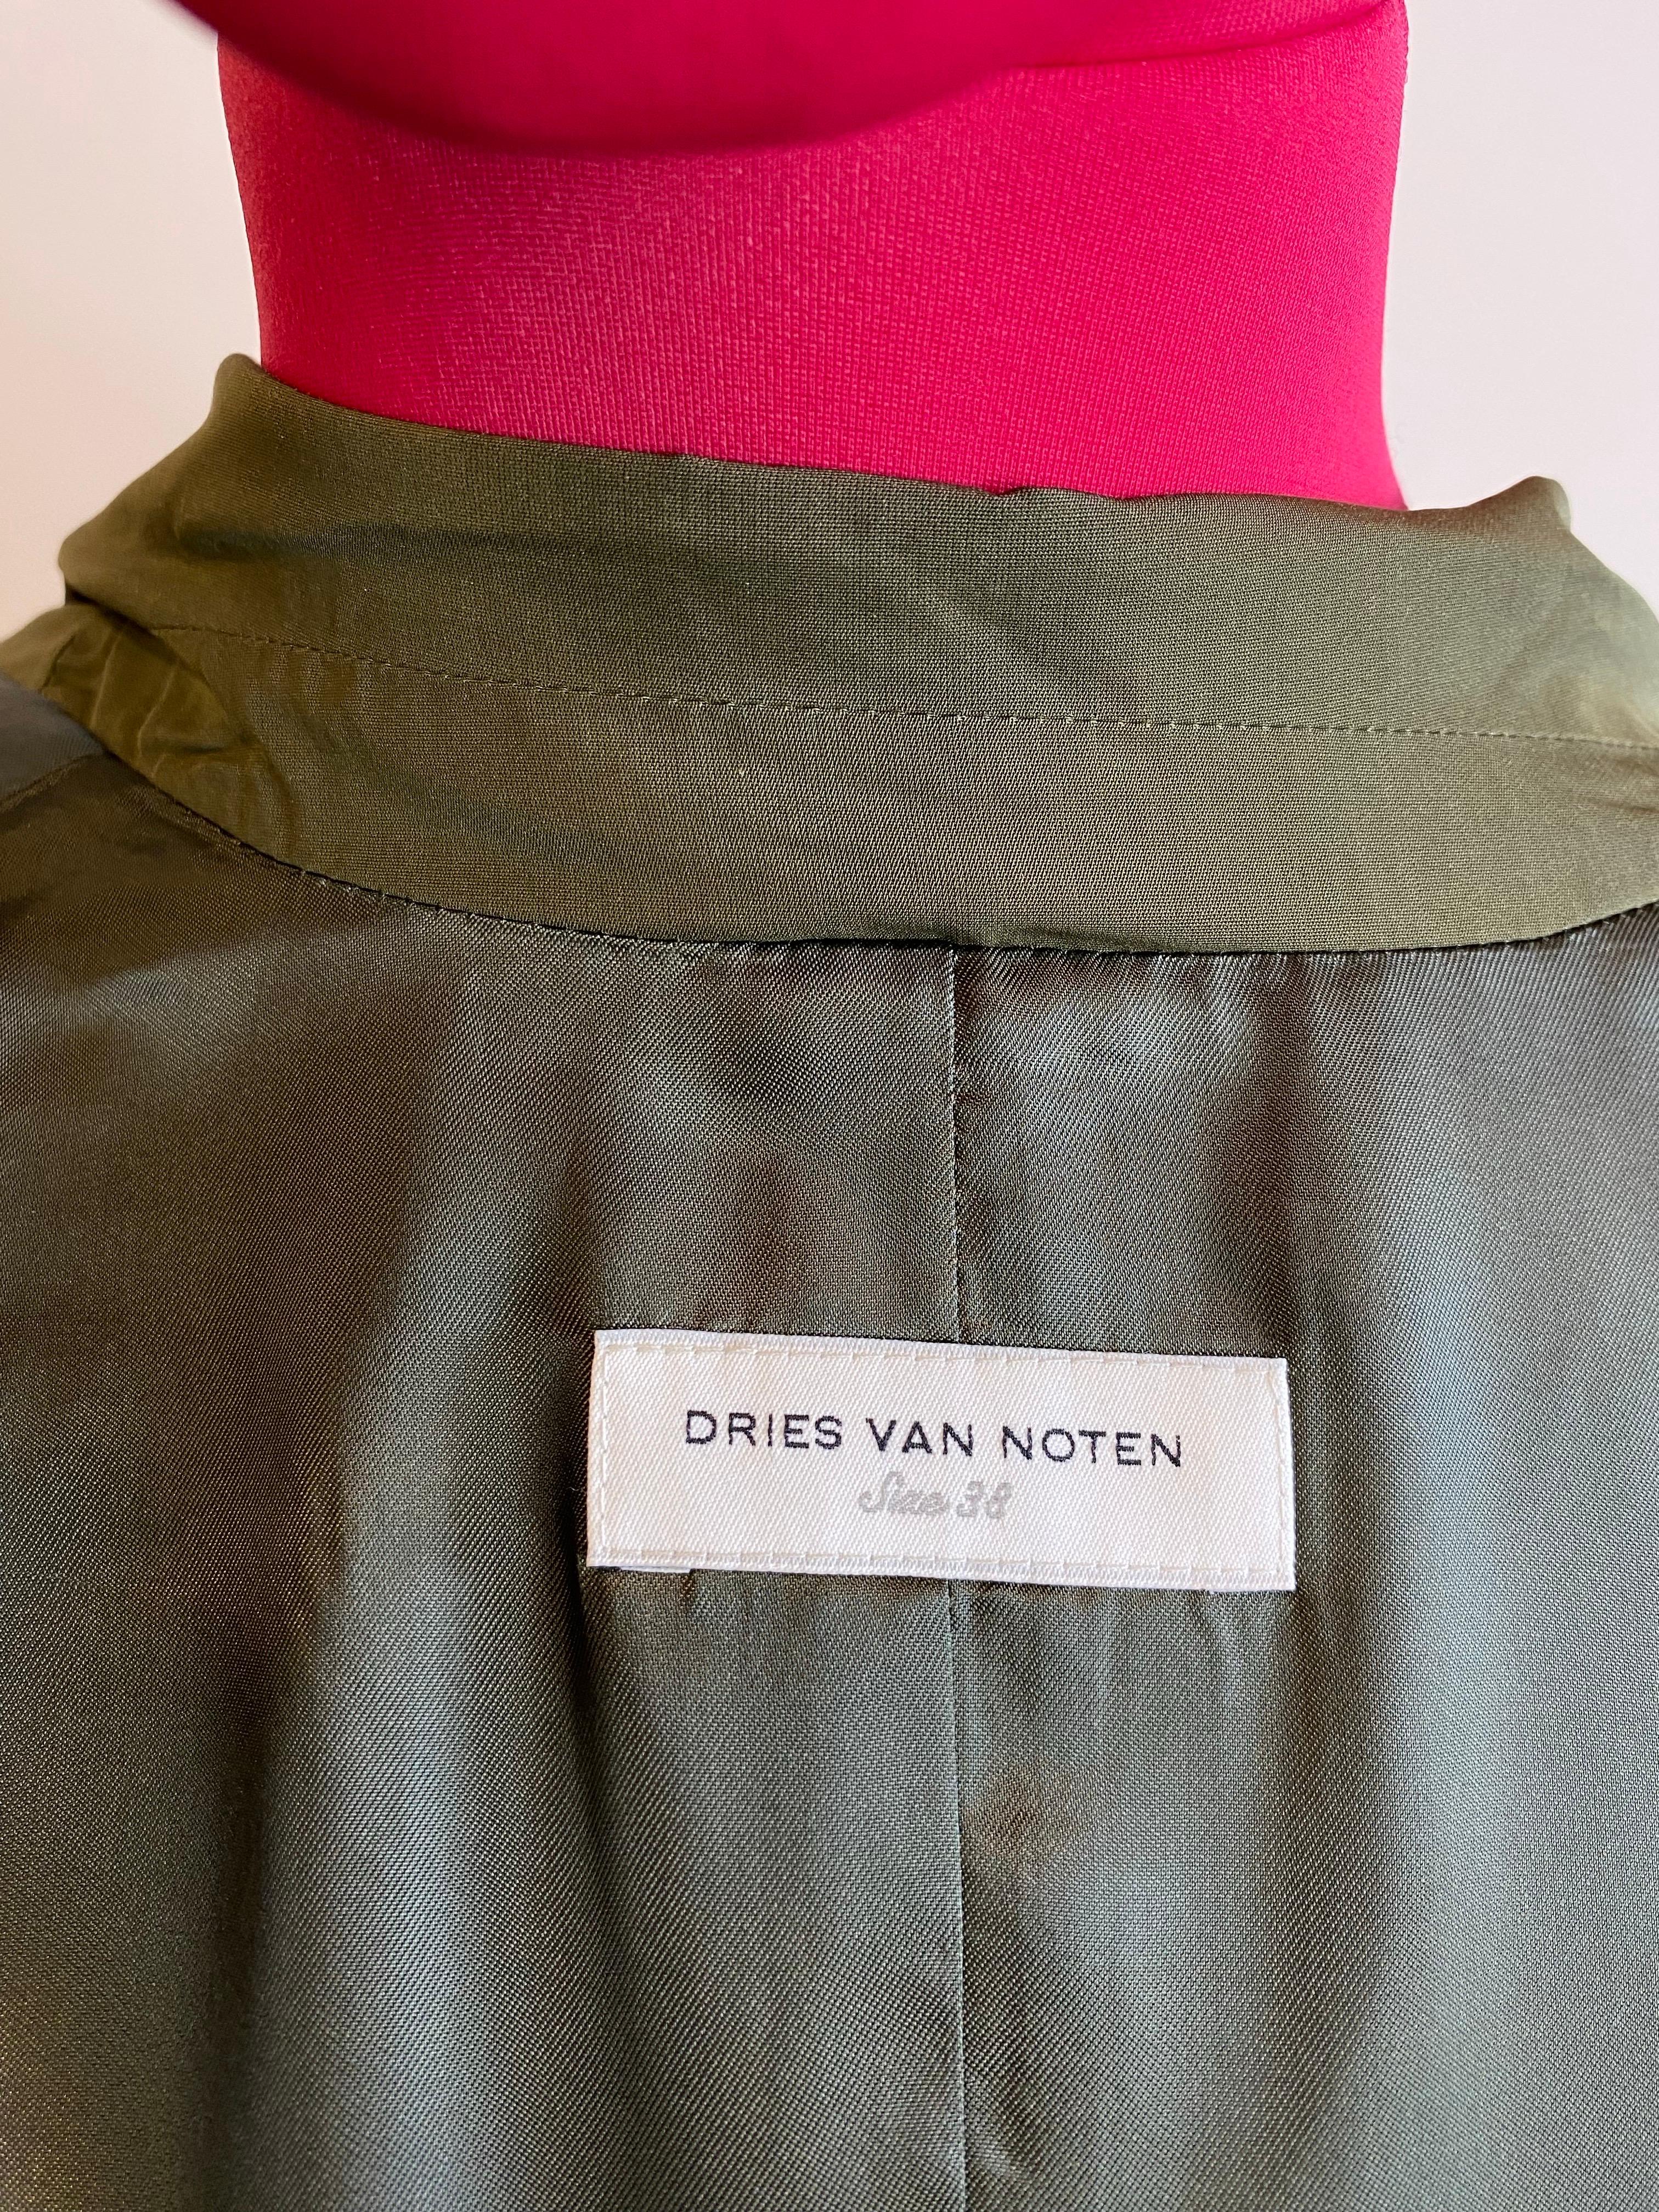 DRIES VAN NOTEN
Size 38